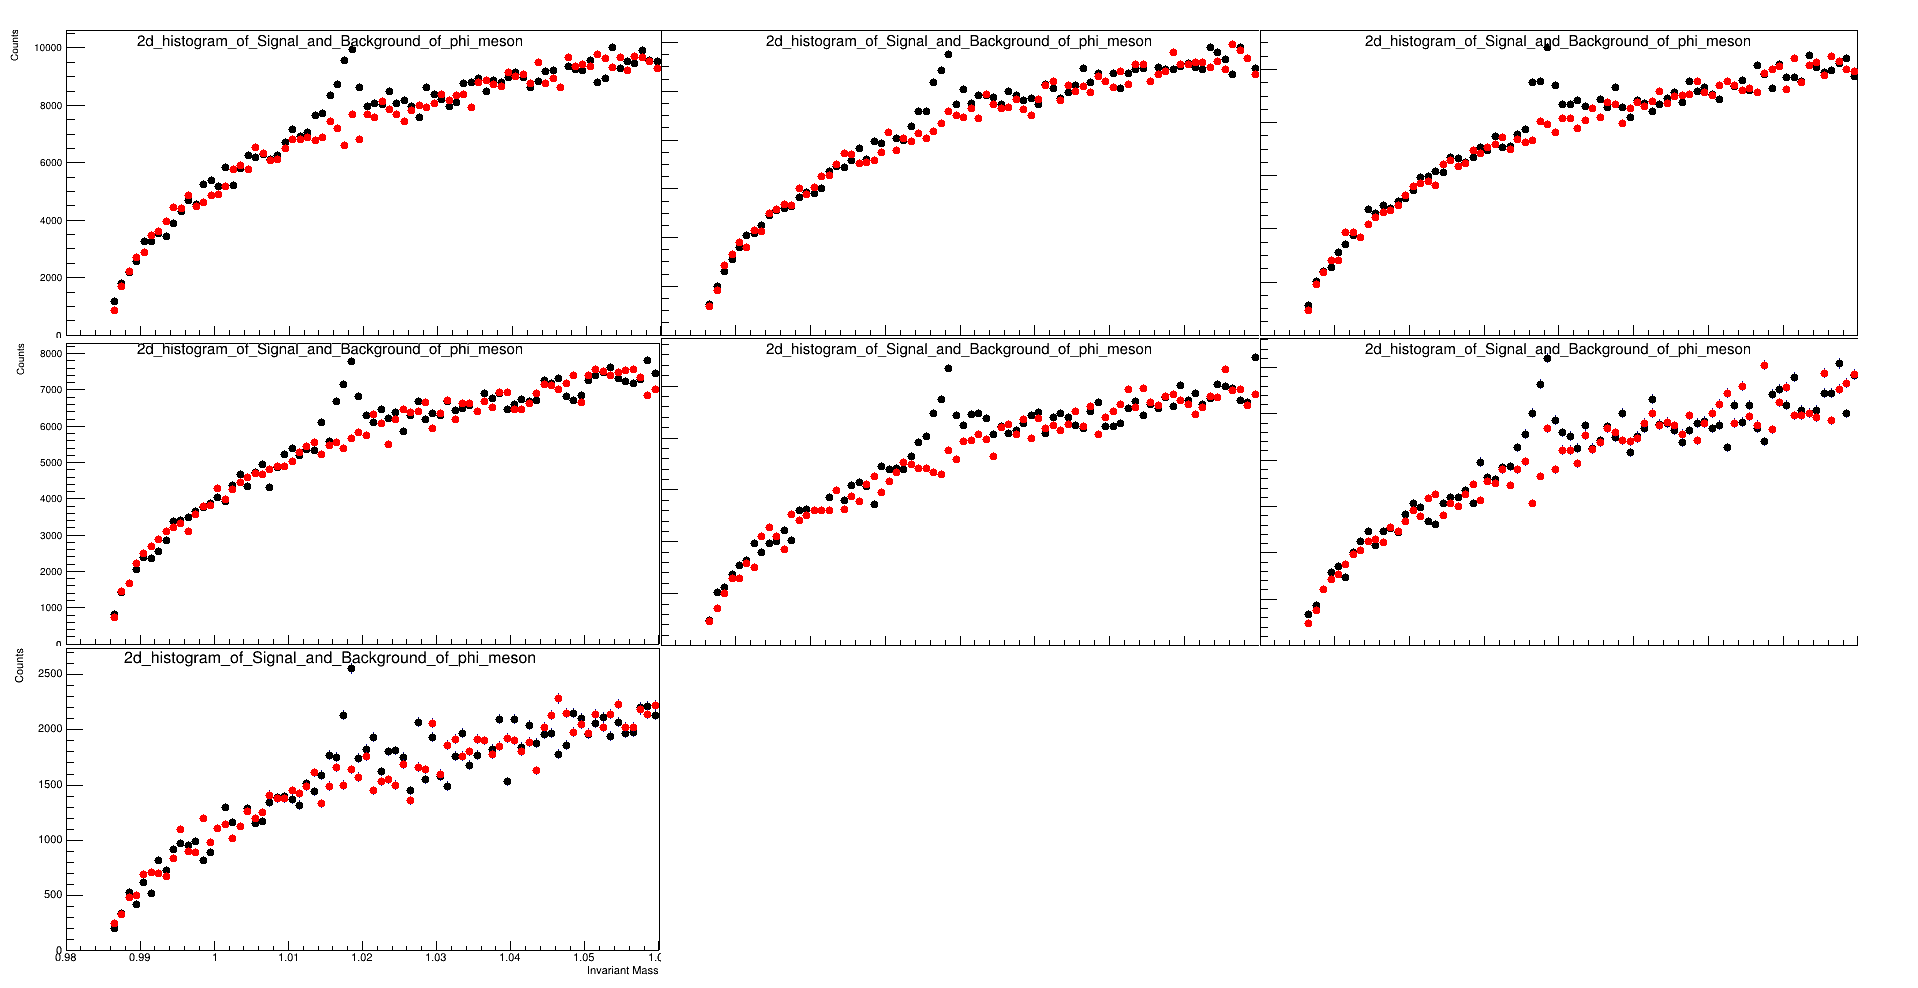 2d_histogram_of_Signal_and_Background_of_phi_meson
2d_histogram_of_Signal_and_Background_of_phi_meson
2d_histogram_of_Signal_and_Background_of_phi_meson
Counts
10000
8000
6000
4000
2000
0
2d_histogram_of_Signal_and_Background_of_phi_meson
2d_histogram_of_Signal_and_Background_of_phi_meson
2d_histogram_of_Signal_and_Background_of_phi_meson
Counts
8000
7000
6000
5000
4000
3000
2000
1000
0
2d_histogram_of_Signal_and_Background_of_phi_meson
Counts
2500
2000
1500
1000
500
0
0.98 0.99 1 1.01 1.02 1.03 1.04 1.05
Invariant Mass